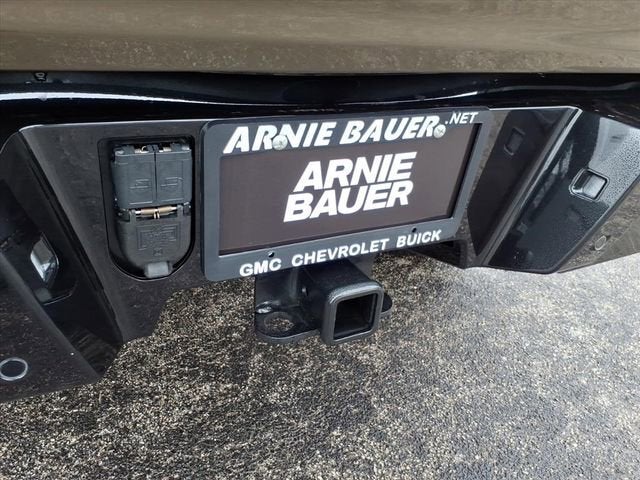 ARNIE BAUER.NET
ARNIE
BAUER
GMC CHEVROLET BUICK